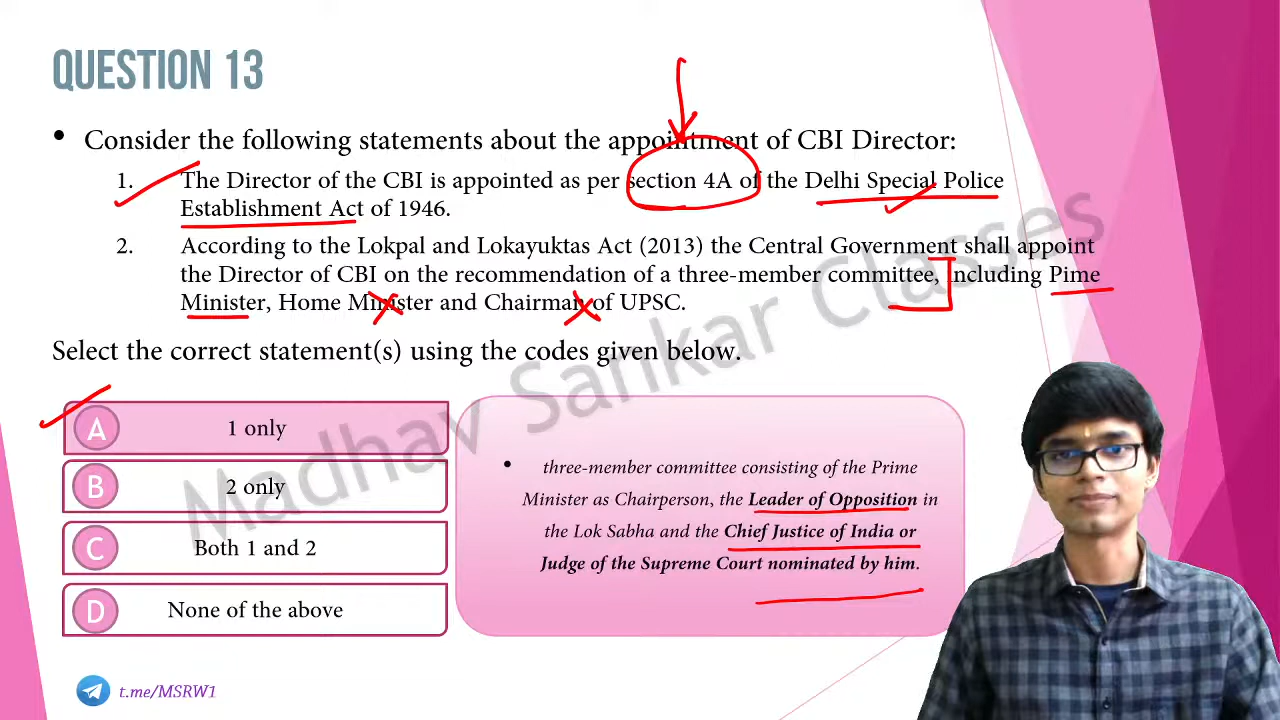 QUESTION 13
• Consider the following statements about the appointment of CBI Director:
1. The Director of the CBI is appointed as per section 4A of the Delhi Special Police
Establishment Act of 1946.
2. According to the Lokpal and Lokayuktas Act (2013) the Central Government shall appoint
the Director of CBI on the recommendation of a three-member committee, including Pime
Minister, Home Minister and Chairman of UPSC.
Select the correct statement(s) using the codes given below.
A 1 only
B 2 only
C Both 1 and 2
D None of the above
• three-member committee consisting of the Prime
Minister as Chairperson, the Leader of Opposition in
the Lok Sabha and the Chief Justice of India or
Judge of the Supreme Court nominated by him.
Madhav Sankar Classes
t.me/MSRW1